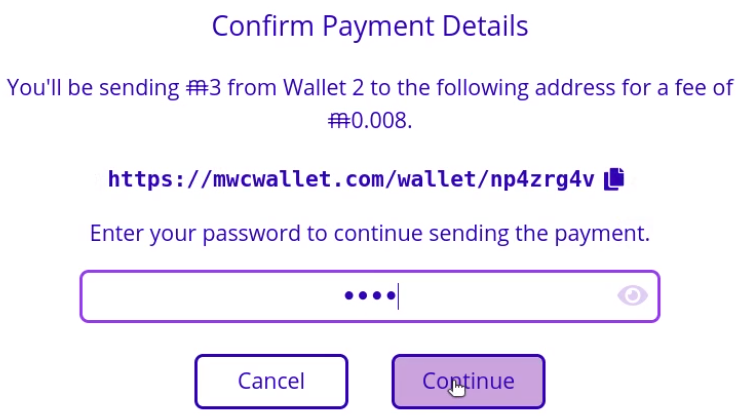 Confirm Payment Details
You'll be sending ₥3 from Wallet 2 to the following address for a fee of
₥0.008.
https://mwcwallet.com/wallet/np4zrg4v
Enter your password to continue sending the payment.
••••
Cancel
Continue